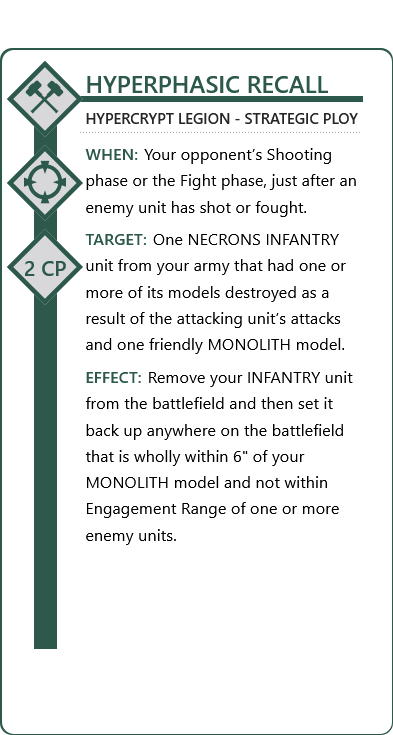 HYPERPHASIC RECALL
HYPERCRYPT LEGION - STRATEGIC PLOY
WHEN: Your opponent’s Shooting
phase or the Fight phase, just after an
enemy unit has shot or fought.
TARGET: One NECRONS INFANTRY
unit from your army that had one or
more of its models destroyed as a
result of the attacking unit’s attacks
and one friendly MONOLITH model.
2 CP
EFFECT: Remove your INFANTRY unit
from the battlefield and then set it
back up anywhere on the battlefield
that is wholly within 6" of your
MONOLITH model and not within
Engagement Range of one or more
enemy units.